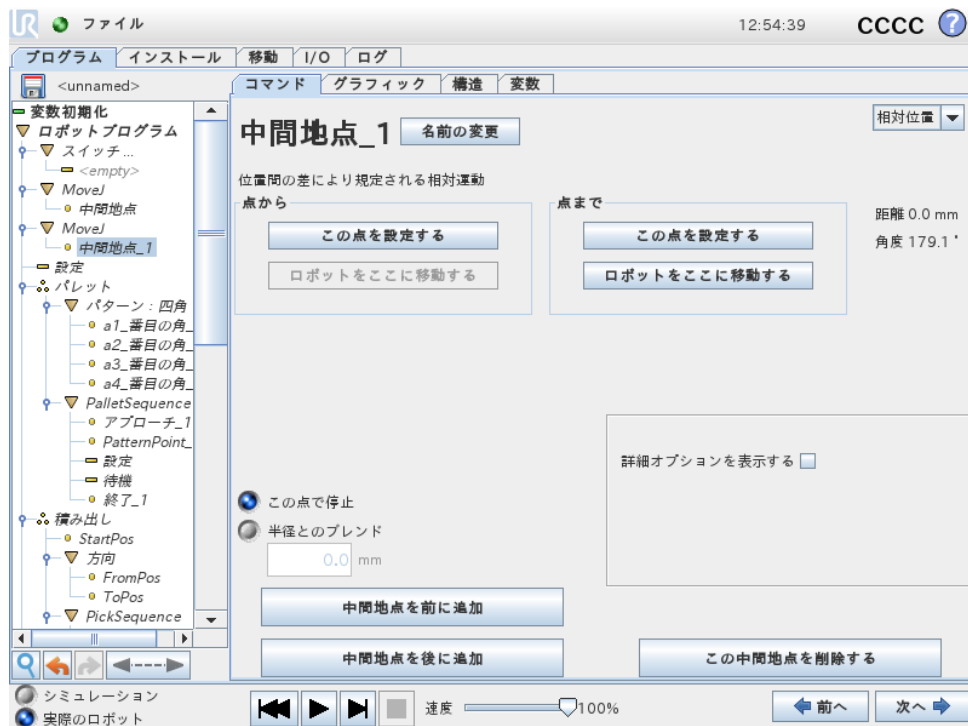 UR ファイル 12:54:39 CCCC ?
プログラム インストール 移動 I/O ログ
<unnamed>
コマンド グラフィック 構造 変数
変数初期化
ロボットプログラム
スイッチ ...
<empty>
MoveJ
中間地点
MoveJ
中間地点_1
設定
パレット
パターン：四角
a1_番目の角_
a2_番目の角_
a3_番目の角_
a4_番目の角_
PalletSequence
アプローチ_1
PatternPoint_
設定
待機
終了_1
積み出し
StartPos
方向
FromPos
ToPos
PickSequence
中間地点_1 名前の変更
相対位置
位置間の差により規定される相対運動
点から
この点を設定する
ロボットをここに移動する
点まで
この点を設定する
ロボットをここに移動する
距離 0.0 mm
角度 179.1 °
詳細オプションを表示する
この点で停止
半径とのブレンド
0.0 mm
中間地点を前に追加
中間地点を後に追加
この中間地点を削除する
シミュレーション
実際のロボット
速度 100%
前へ 次へ